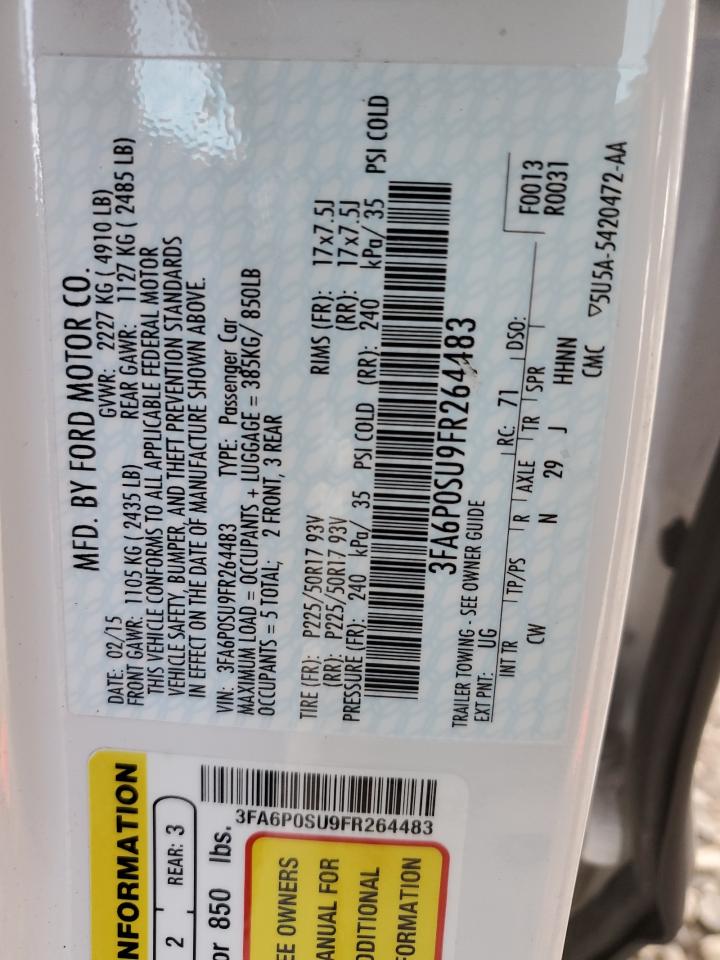 MFD. BY FORD MOTOR CO.
DATE: 02/15 GVWR: 2227 KG ( 4910 LB)
FRONT GAWR: 1105 KG ( 2435 LB) REAR GAWR: 1127 KG ( 2485 LB)
THIS VEHICLE CONFORMS TO ALL APPLICABLE FEDERAL MOTOR
VEHICLE SAFETY, BUMPER, AND THEFT PREVENTION STANDARDS
IN EFFECT ON THE DATE OF MANUFACTURE SHOWN ABOVE.
VIN: 3FA6P0SU9FR264483 TYPE: Passenger Car
MAXIMUM LOAD = OCCUPANTS + LUGGAGE = 385KG/ 850LB
OCCUPANTS = 5 TOTAL; 2 FRONT, 3 REAR
TIRE (FR): P225/50R17 93V RIMS (FR): 17x7.5J
(RR): P225/50R17 93V (RR): 17x7.5J
PRESSURE (FR): 240 kPa/ 35 PSI COLD (RR): 240 kPa/ 35 PSI COLD
3FA6P0SU9FR264483
TRAILER TOWING - SEE OWNER GUIDE F0013
EXT PNT: UG RC: 71 DSO: R0031
INT TR TP/PS R AXLE TR SPR
CW N 29 J HHNN
CMC ▽5U5A-5420472-AA
NFORMATION
2 REAR: 3
or 850 lbs.
3FA6P0SU9FR264483
EE OWNERS
ANUAL FOR
DDITIONAL
FORMATION